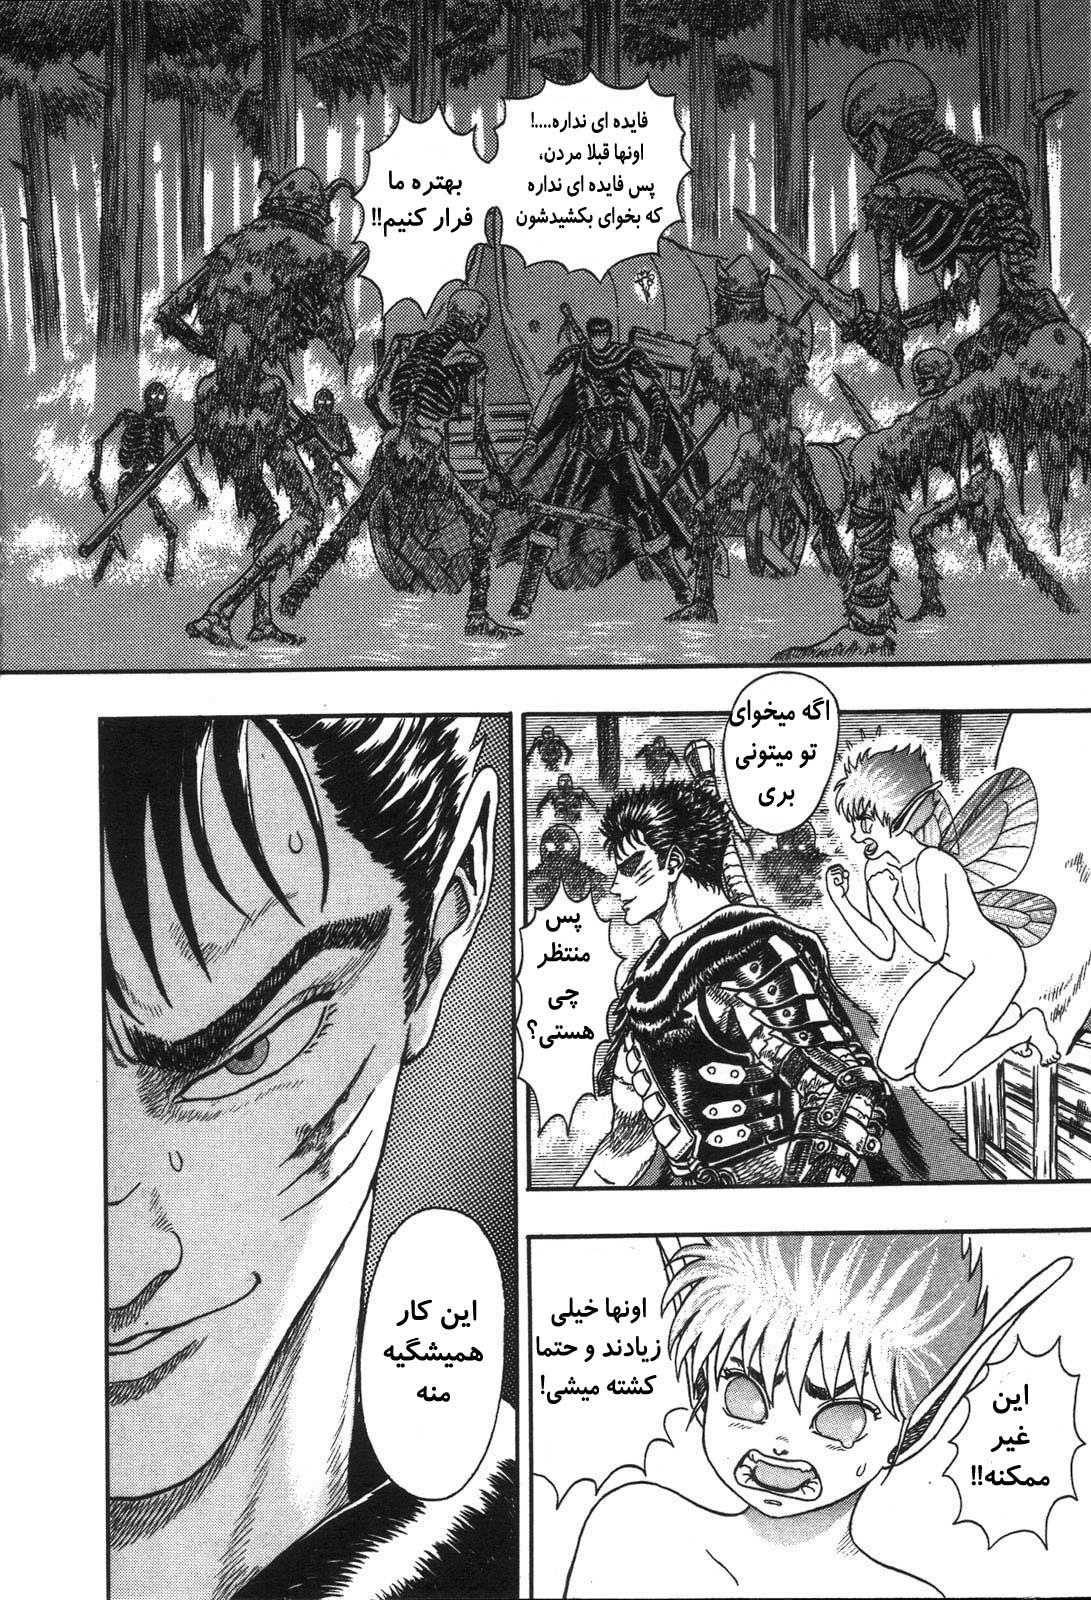 فایده ای نداره....!
اونها قبلا مردن،
پس فایده ای نداره
که بخوای بکشیدشون
بهتره ما
فرار کنیم!!
اگه میخوای
تو میتونی
بری
پس
منتظر
چی
هستی؟
این
غیر
ممکنه!!
اونها خیلی
زیادند و حتما
کشته میشی!
این کار
همیشگیه
منه